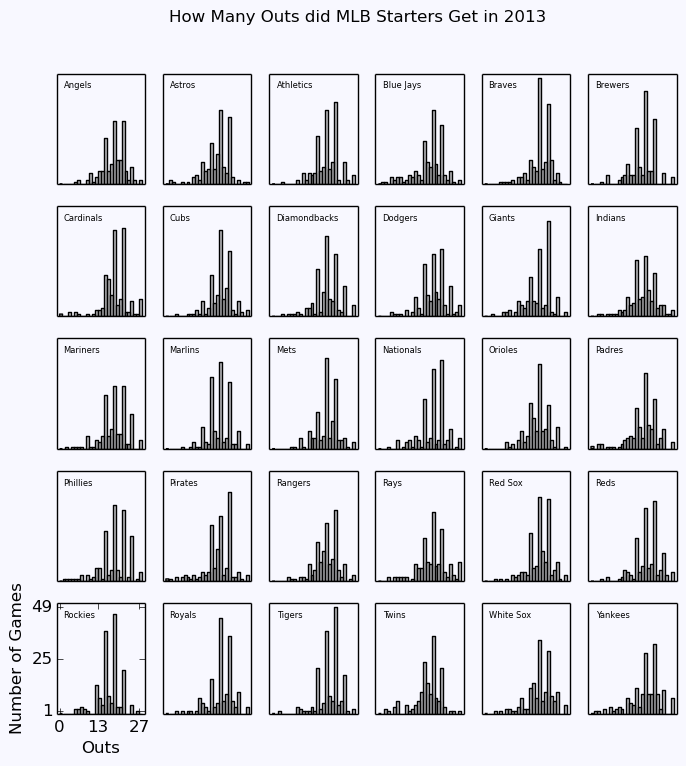 How Many Outs did MLB Starters Get in 2013
Angels
Astros
Athletics
Blue Jays
Braves
Brewers
Cardinals
Cubs
Diamondbacks
Dodgers
Giants
Indians
Mariners
Marlins
Mets
Nationals
Orioles
Padres
Phillies
Pirates
Rangers
Rays
Red Sox
Reds
Rockies
Royals
Tigers
Twins
White Sox
Yankees
Number of Games
49
25
1
0 13 27
Outs